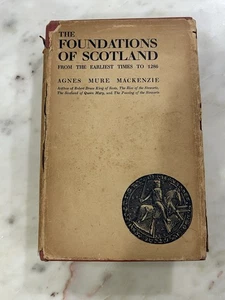 THE
FOUNDATIONS
OF SCOTLAND
FROM THE EARLIEST TIMES TO 1286
AGNES MURE MACKENZIE
Author of Robert Bruce King of Scots, The Rise of the Stewarts,
The Scotland of Queen Mary, and The Passing of the Stewarts